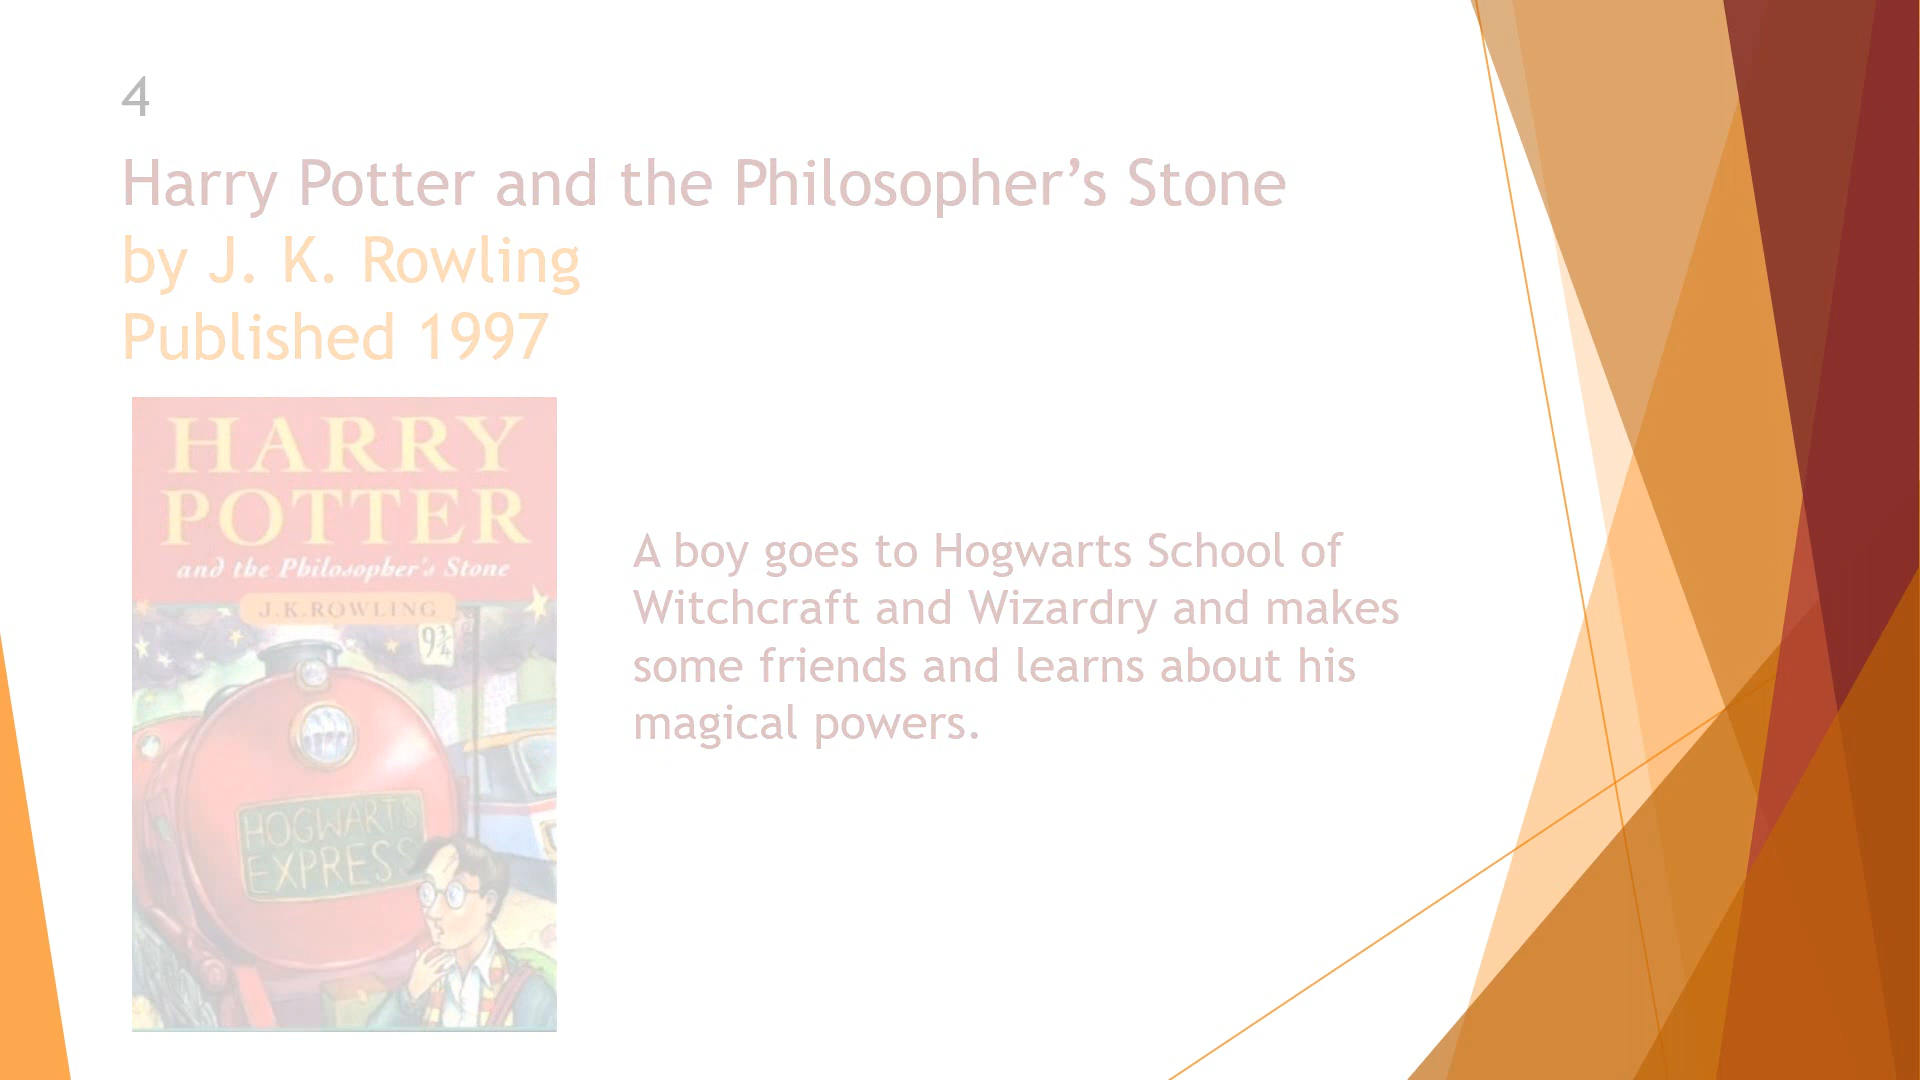 4
Harry Potter and the Philosopher’s Stone
by J. K. Rowling
Published 1997
HARRY
POTTER
and the Philosopher's Stone
J.K.ROWLING
9¾
HOGWARTS
EXPRESS
A boy goes to Hogwarts School of
Witchcraft and Wizardry and makes
some friends and learns about his
magical powers.